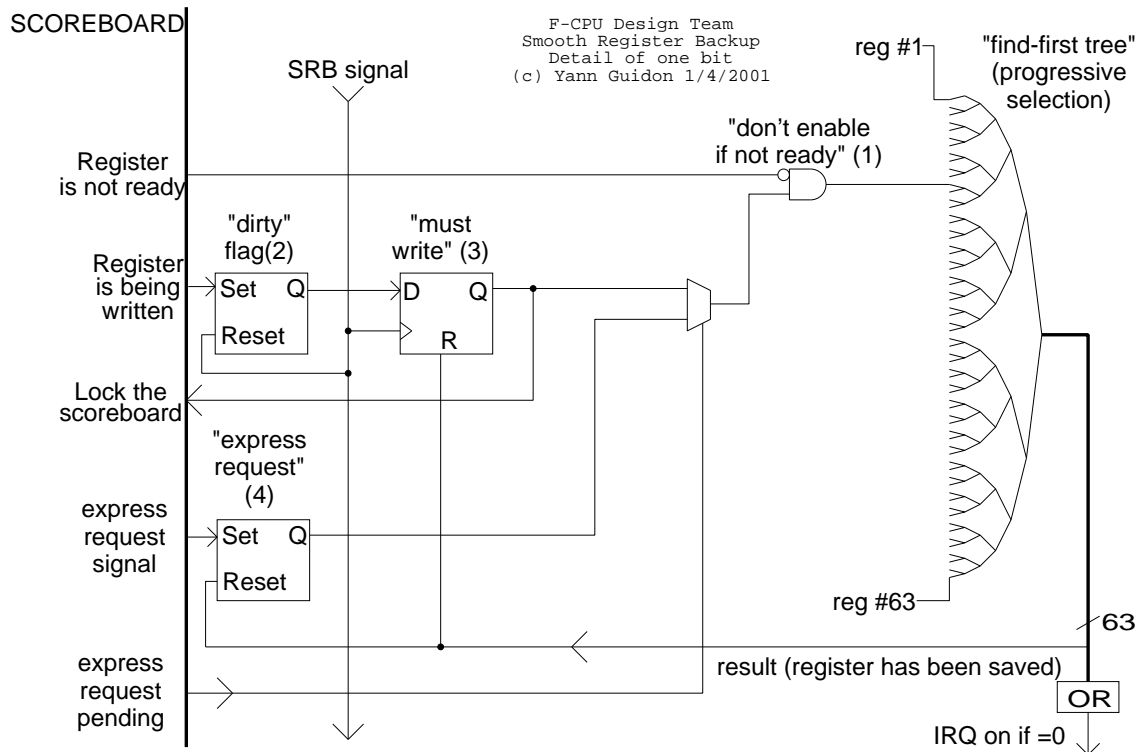 SCOREBOARD
F-CPU Design Team
Smooth Register Backup
Detail of one bit
(c) Yann Guidon 1/4/2001
SRB signal
reg #1
"find-first tree"
(progressive
selection)
"don't enable
if not ready" (1)
Register
is not ready
"dirty"
flag(2)
"must
write" (3)
Register
is being
written
Set Q
Reset
D Q
R
Lock the
scoreboard
"express
request"
(4)
express
request
signal
Set Q
Reset
reg #63
63
express
request
pending
result (register has been saved)
OR
IRQ on if =0